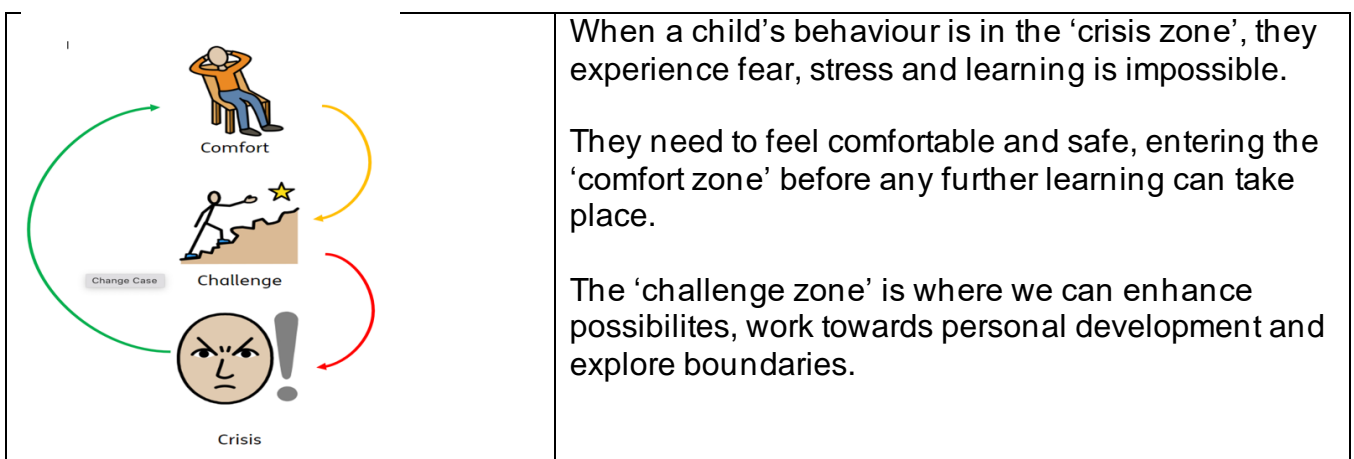 Comfort
Change Case
Challenge
Crisis
When a child’s behaviour is in the ‘crisis zone’, they
experience fear, stress and learning is impossible.
They need to feel comfortable and safe, entering the
‘comfort zone’ before any further learning can take
place.
The ‘challenge zone’ is where we can enhance
possibilites, work towards personal development and
explore boundaries.